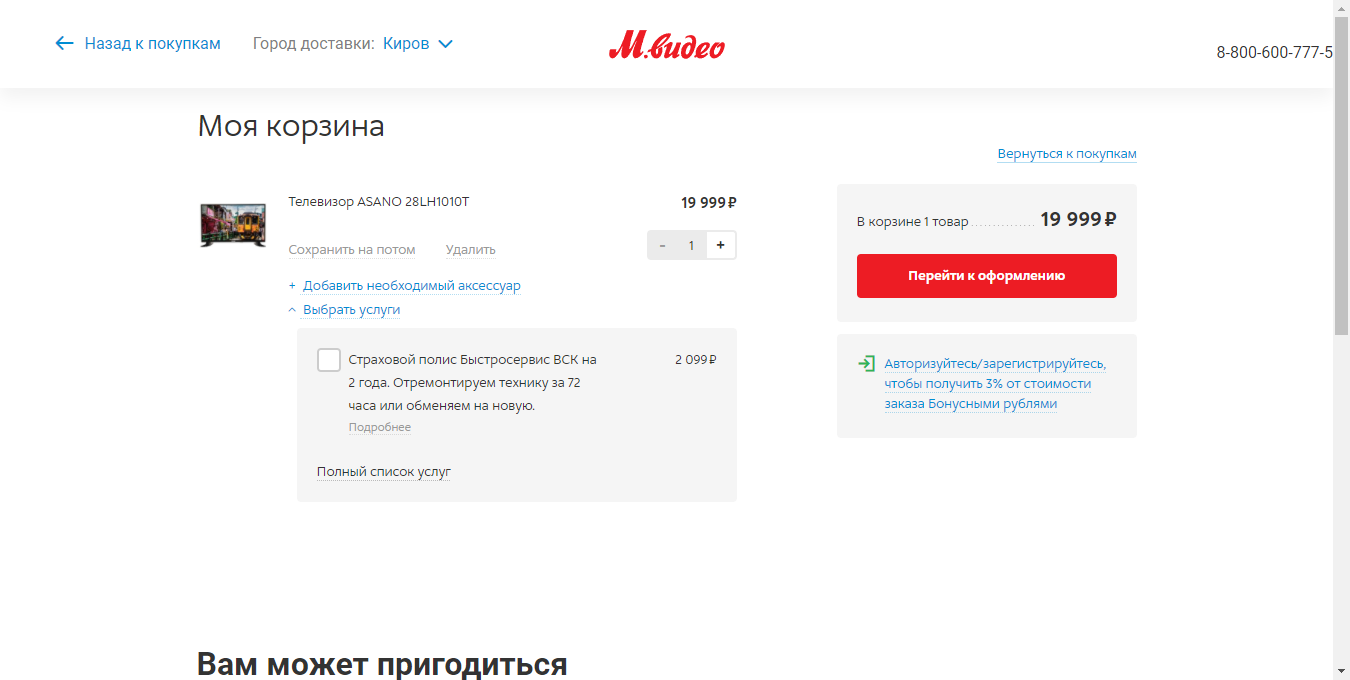 Назад к покупкам
Город доставки: Киров
М.видео
8-800-600-777-5
Моя корзина
Вернуться к покупкам
Телевизор ASANO 28LH1010T
19 999 ₽
Сохранить на потом
Удалить
- 1 +
+ Добавить необходимый аксессуар
Выбрать услуги
Страховой полис Быстросервис ВСК на
2 099 ₽
2 года. Отремонтируем технику за 72
часа или обменяем на новую.
Подробнее
Полный список услуг
В корзине 1 товар .............. 19 999 ₽
Перейти к оформлению
Авторизуйтесь/зарегистрируйтесь,
чтобы получить 3% от стоимости
заказа Бонусными рублями
Вам может пригодиться